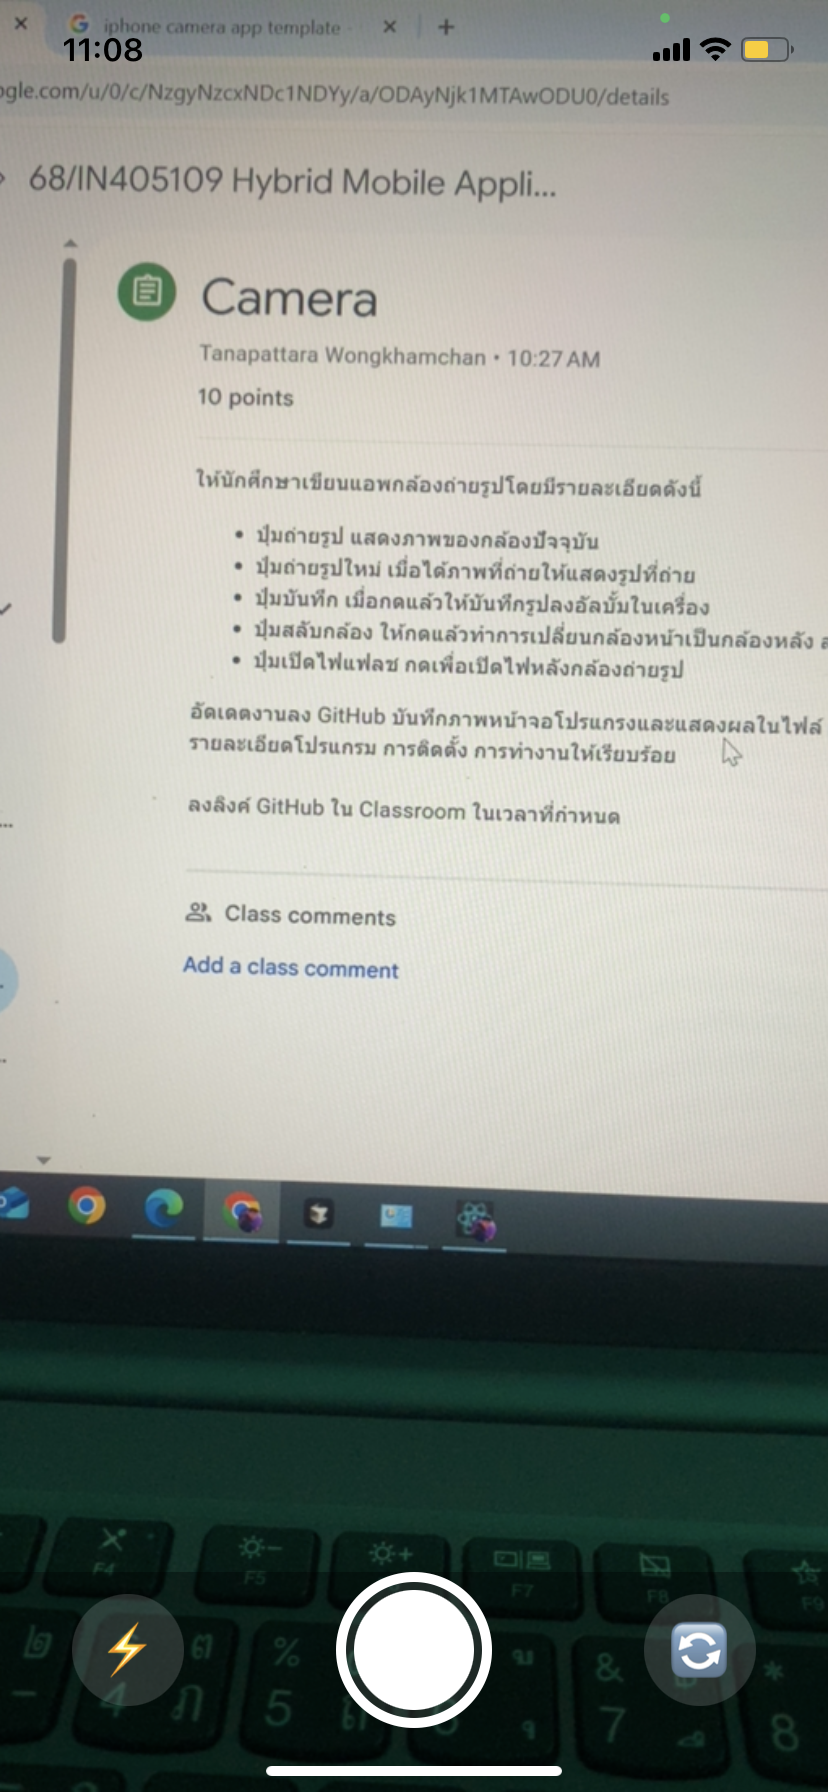 iphone camera app template
11:08
ogle.com/u/0/c/NzgyNzcxNDc1NDYy/a/ODAyNjk1MTAwODU0/details
68/IN405109 Hybrid Mobile Appli...
Camera
Tanapattara Wongkhamchan • 10:27 AM
10 points
ให้นักศึกษาเขียนแอพกล้องถ่ายรูปโดยมีรายละเอียดดังนี้
• ปุ่มถ่ายรูป แสดงภาพของกล้องปัจจุบัน
• ปุ่มถ่ายรูปใหม่ เมื่อได้ภาพที่ถ่ายให้แสดงรูปที่ถ่าย
• ปุ่มบันทึก เมื่อกดแล้วให้บันทึกรูปลงอัลบั้มในเครื่อง
• ปุ่มสลับกล้อง ให้กดแล้วทำการเปลี่ยนกล้องหน้าเป็นกล้องหลัง
• ปุ่มเปิดไฟแฟลช กดเพื่อเปิดไฟหลังกล้องถ่ายรูป
อัดเดตงานลง GitHub บันทึกภาพหน้าจอโปรแกรงและแสดงผลในไฟล์
รายละเอียดโปรแกรม การติดตั้ง การทำงานให้เรียบร้อย
ลงลิงค์ GitHub ใน Classroom ในเวลาที่กำหนด
Class comments
Add a class comment
F4 F5 F7 F8 F9
๒ ต % ข &  *
4 ภ 5 6 จ 7 8